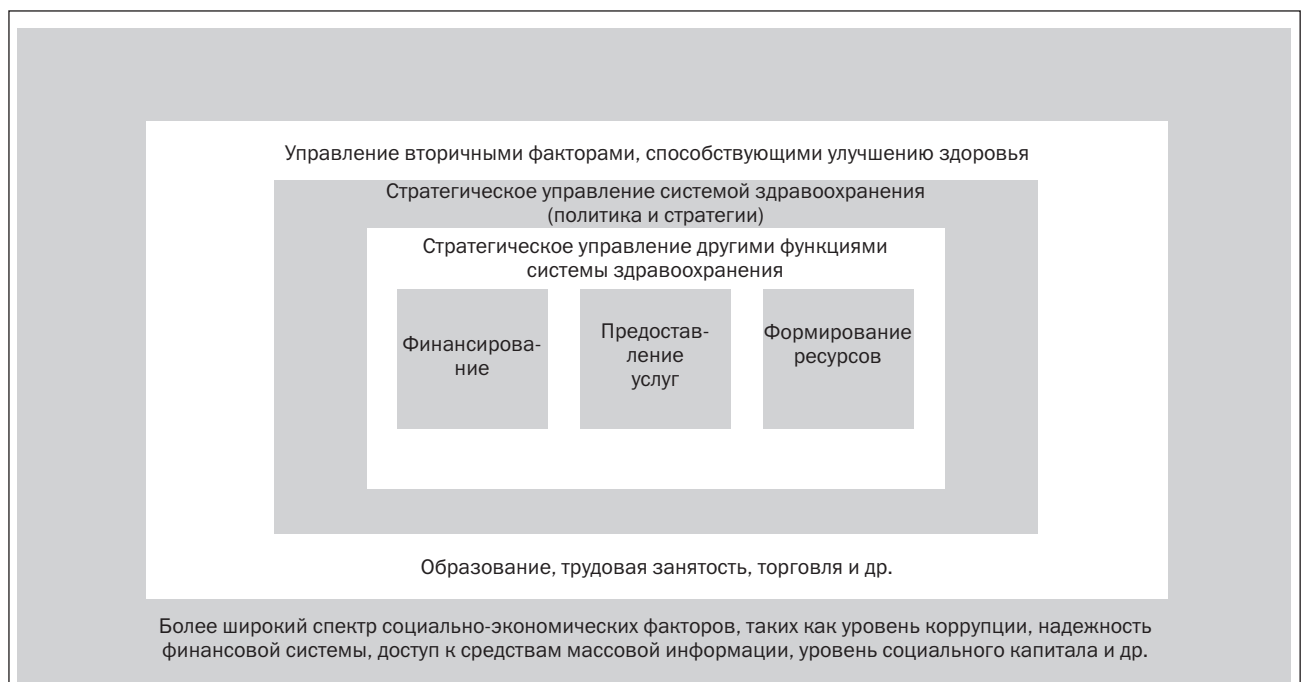 Управление вторичными факторами, способствующими улучшению здоровья
Стратегическое управление системой здравоохранения
(политика и стратегии)
Стратегическое управление другими функциями
системы здравоохранения
Финансирова-
ние
Предостав-
ление
услуг
Формирование
ресурсов
Образование, трудовая занятость, торговля и др.
Более широкий спектр социально-экономических факторов, таких как уровень коррупции, надежность
финансовой системы, доступ к средствам массовой информации, уровень социального капитала и др.